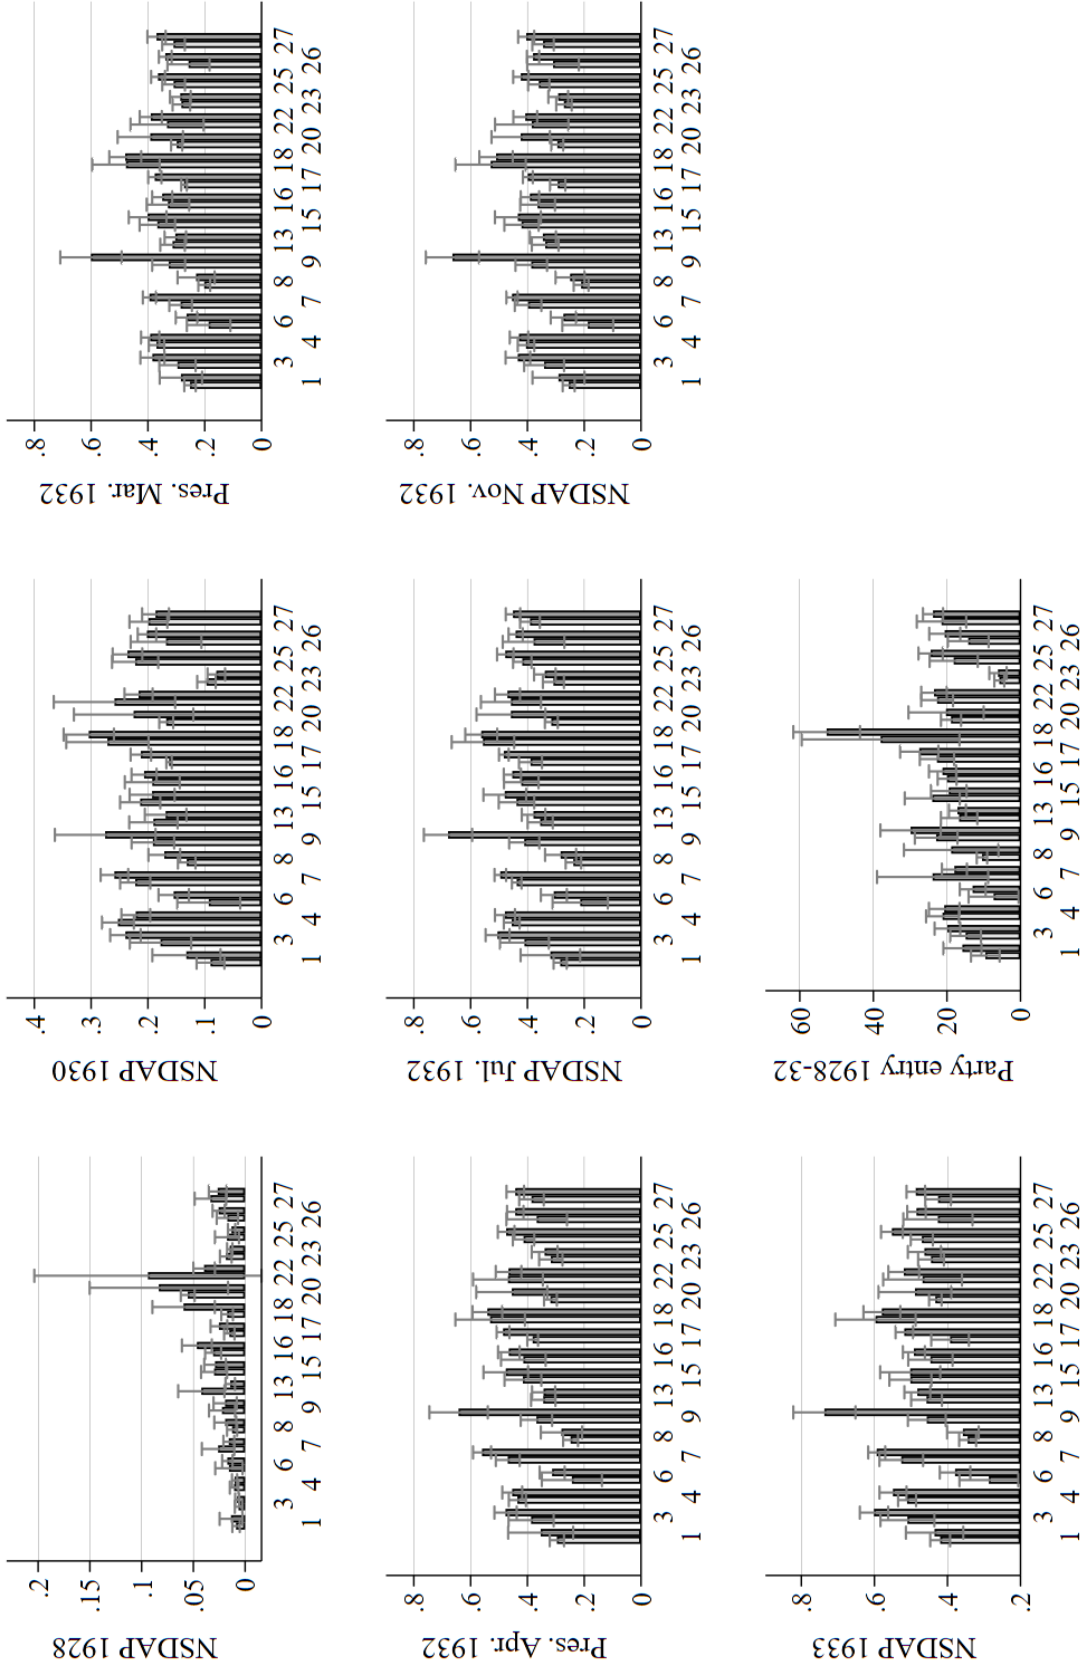 NSDAP 1928
.2
.15
.1
.05
0
3 6 8 13 16 18 22 25 27
1 4 7 9 15 17 20 23 26
NSDAP 1930
.4
.3
.2
.1
0
3 6 8 13 16 18 22 25 27
1 4 7 9 15 17 20 23 26
Pres. Mar. 1932
.8
.6
.4
.2
0
3 6 8 13 16 18 22 25 27
1 4 7 9 15 17 20 23 26
Pres. Apr. 1932
.8
.6
.4
.2
0
3 6 8 13 16 18 22 25 27
1 4 7 9 15 17 20 23 26
NSDAP Jul. 1932
.8
.6
.4
.2
0
3 6 8 13 16 18 22 25 27
1 4 7 9 15 17 20 23 26
NSDAP Nov. 1932
.8
.6
.4
.2
0
3 6 8 13 16 18 22 25 27
1 4 7 9 15 17 20 23 26
NSDAP 1933
.8
.6
.4
.2
3 6 8 13 16 18 22 25 27
1 4 7 9 15 17 20 23 26
Party entry 1928-32
60
40
20
0
3 6 8 13 16 18 22 25 27
1 4 7 9 15 17 20 23 26